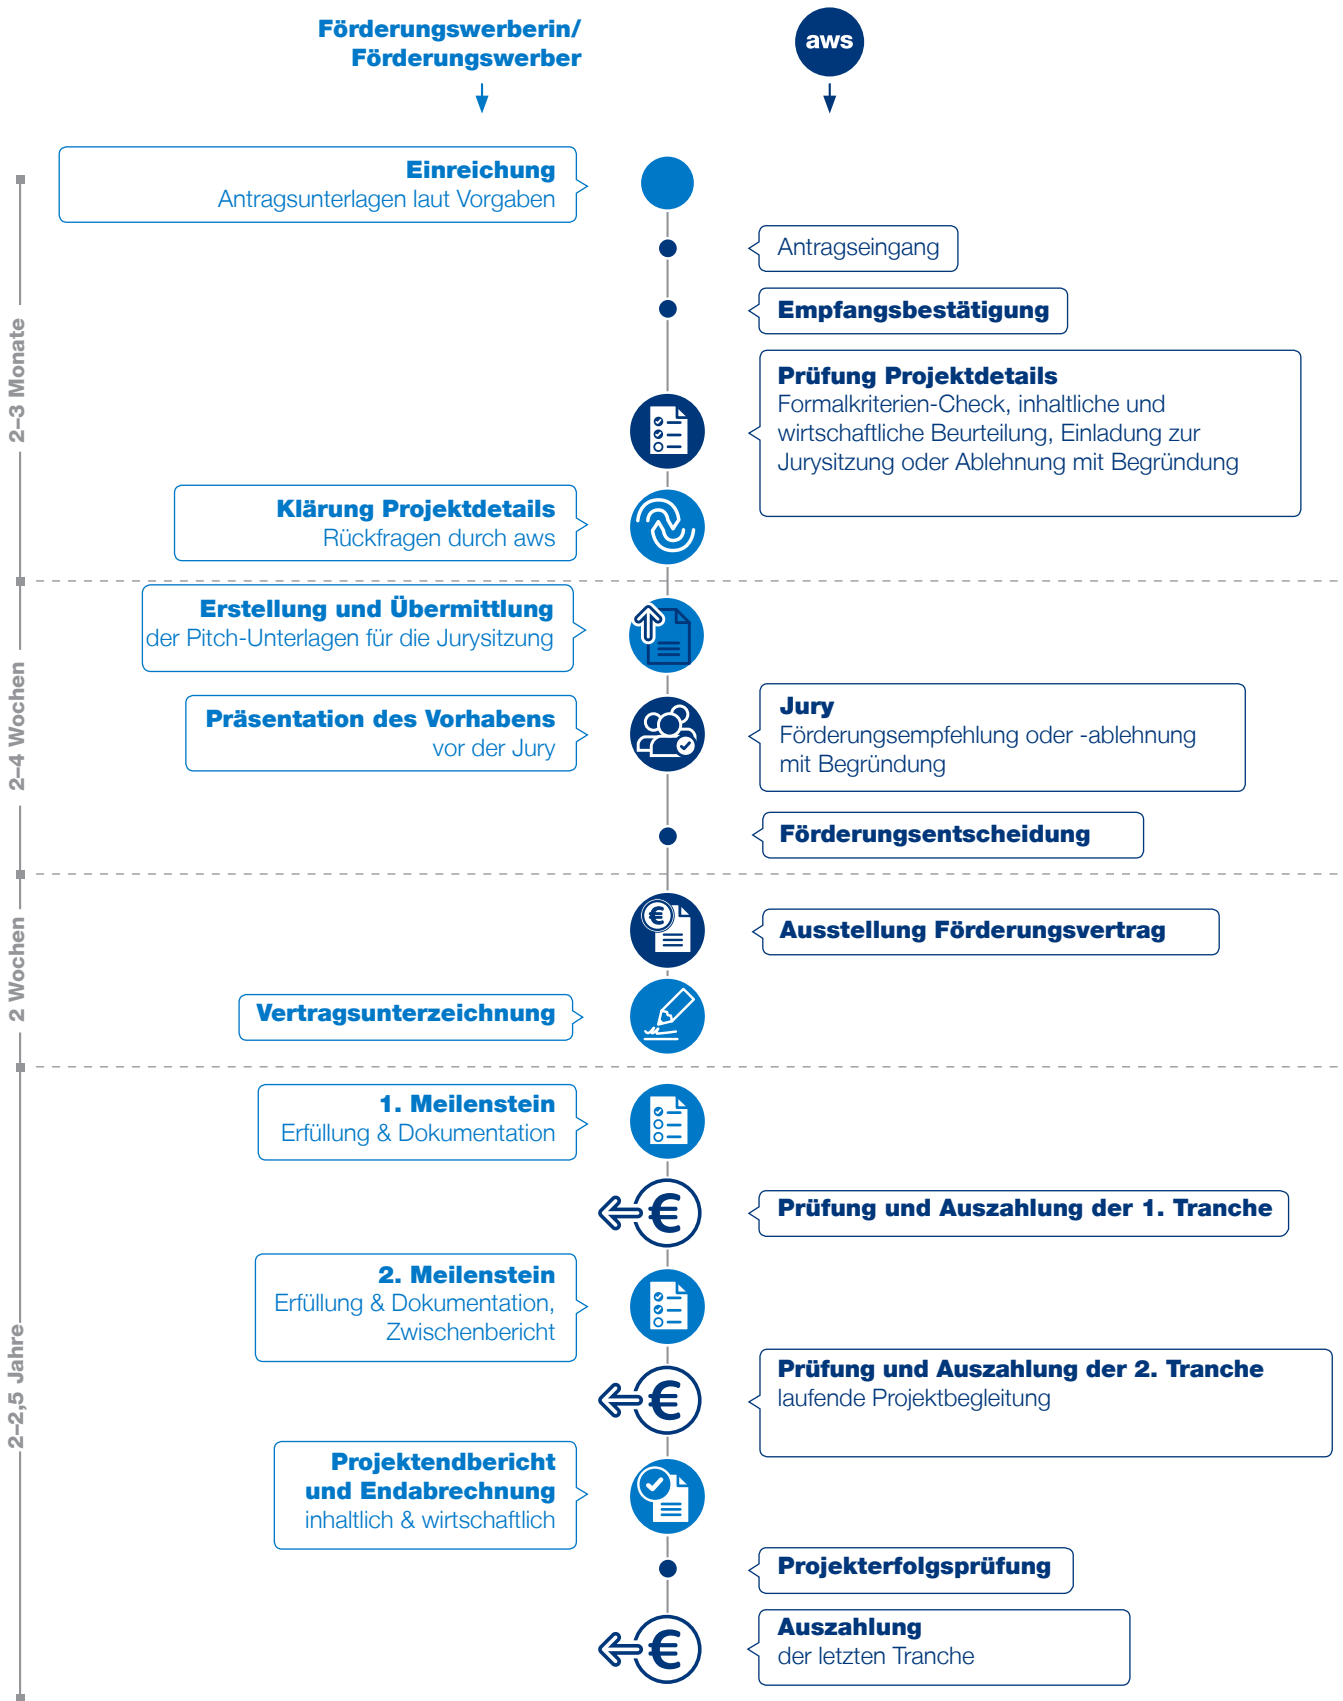 Förderungswerberin/
Förderungswerber
aws
2–3 Monate
Einreichung
Antragsunterlagen laut Vorgaben
Antragseingang
Empfangsbestätigung
Prüfung Projektdetails
Formalkriterien-Check, inhaltliche und
wirtschaftliche Beurteilung, Einladung zur
Jurysitzung oder Ablehnung mit Begründung
Klärung Projektdetails
Rückfragen durch aws
2–4 Wochen
Erstellung und Übermittlung
der Pitch-Unterlagen für die Jurysitzung
Präsentation des Vorhabens
vor der Jury
Jury
Förderungsempfehlung oder -ablehnung
mit Begründung
Förderungsentscheidung
2 Wochen
€
Ausstellung Förderungsvertrag
Vertragsunterzeichnung
2–2,5 Jahre
1. Meilenstein
Erfüllung & Dokumentation
€
Prüfung und Auszahlung der 1. Tranche
2. Meilenstein
Erfüllung & Dokumentation,
Zwischenbericht
€
Prüfung und Auszahlung der 2. Tranche
laufende Projektbegleitung
Projektendbericht
und Endabrechnung
inhaltlich & wirtschaftlich
Projekterfolgsprüfung
€
Auszahlung
der letzten Tranche